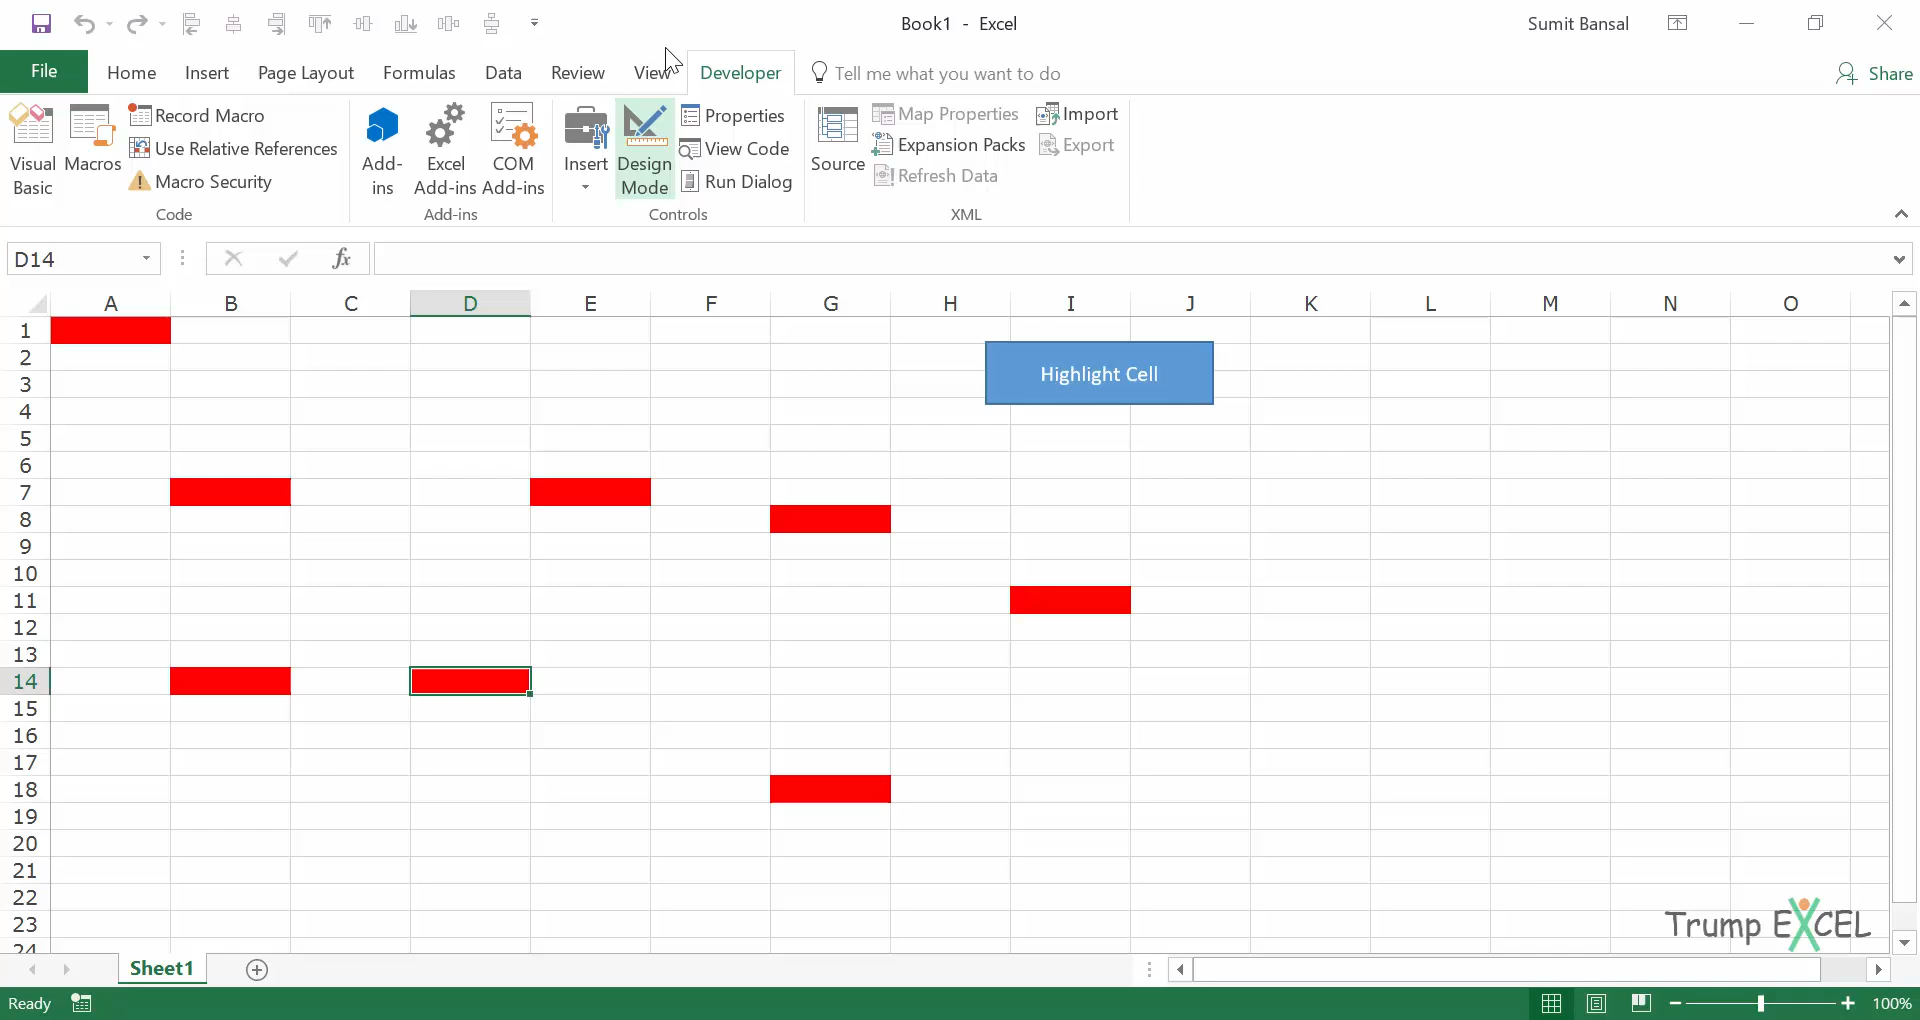 Book1 - Excel
Sumit Bansal
File Home Insert Page Layout Formulas Data Review View Developer Tell me what you want to do Share
Visual Basic
Macros
Record Macro
Use Relative References
Macro Security
Code
Add-ins
Excel Add-ins
COM Add-ins
Add-ins
Insert
Design Mode
Properties
View Code
Run Dialog
Controls
Source
Map Properties
Expansion Packs
Refresh Data
Import
Export
XML
D14
fx
A B C D E F G H I J K L M N O
1
2
Highlight Cell
3
4
5
6
7
8
9
10
11
12
13
14
15
16
17
18
19
20
21
22
23
24
Trump EXCEL
Sheet1
Ready
100%